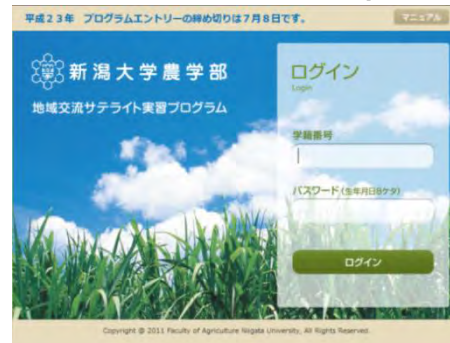 平成23年 プログラムエントリーの締め切りは7月8日です。
マニュアル
新潟大学農学部
地域交流サテライト実習プログラム
ログイン
Login
学籍番号
パスワード(生年月日8ケタ)
ログイン
Copyright @ 2011 Faculty of Agriculture Niigata University, All Rights Reserved.